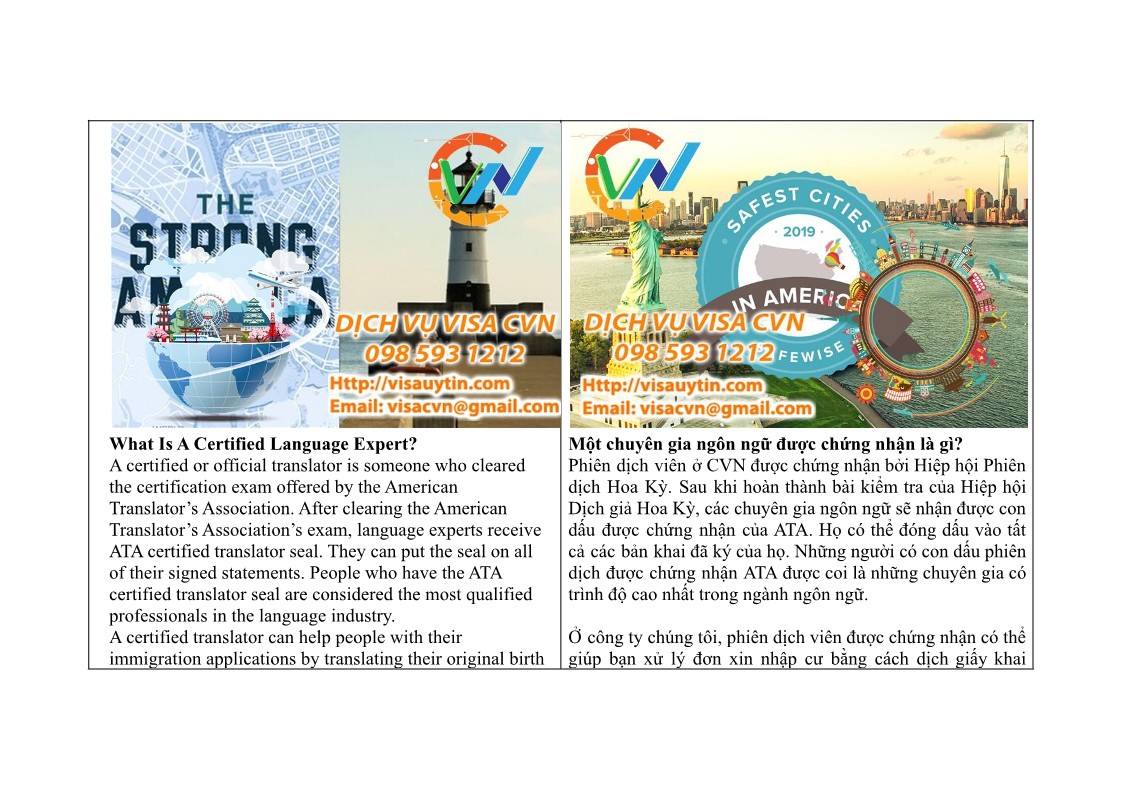 THE
STRONG
AMERICA
CVN
DỊCH VỤ VISA CVN
098 593 1212
Http://visauytin.com
Email: visacvn@gmail.com
What Is A Certified Language Expert?
A certified or official translator is someone who cleared
the certification exam offered by the American
Translator’s Association. After clearing the American
Translator’s Association’s exam, language experts receive
ATA certified translator seal. They can put the seal on all
of their signed statements. People who have the ATA
certified translator seal are considered the most qualified
professionals in the language industry.
A certified translator can help people with their
immigration applications by translating their original birth
CVN
SAFEST CITIES
2019
IN AMERIC
FEWISE
DỊCH VỤ VISA CVN
098 593 1212
Http://visauytin.com
Email: visacvn@gmail.com
Một chuyên gia ngôn ngữ được chứng nhận là gì?
Phiên dịch viên ở CVN được chứng nhận bởi Hiệp hội Phiên
dịch Hoa Kỳ. Sau khi hoàn thành bài kiểm tra của Hiệp hội
Dịch giả Hoa Kỳ, các chuyên gia ngôn ngữ sẽ nhận được con
dấu được chứng nhận của ATA. Họ có thể đóng dấu vào tất
cả các bản khai đã ký của họ. Những người có con dấu phiên
dịch được chứng nhận ATA được coi là những chuyên gia có
trình độ cao nhất trong ngành ngôn ngữ.
Ở công ty chúng tôi, phiên dịch viên được chứng nhận có thể
giúp bạn xử lý đơn xin nhập cư bằng cách dịch giấy khai